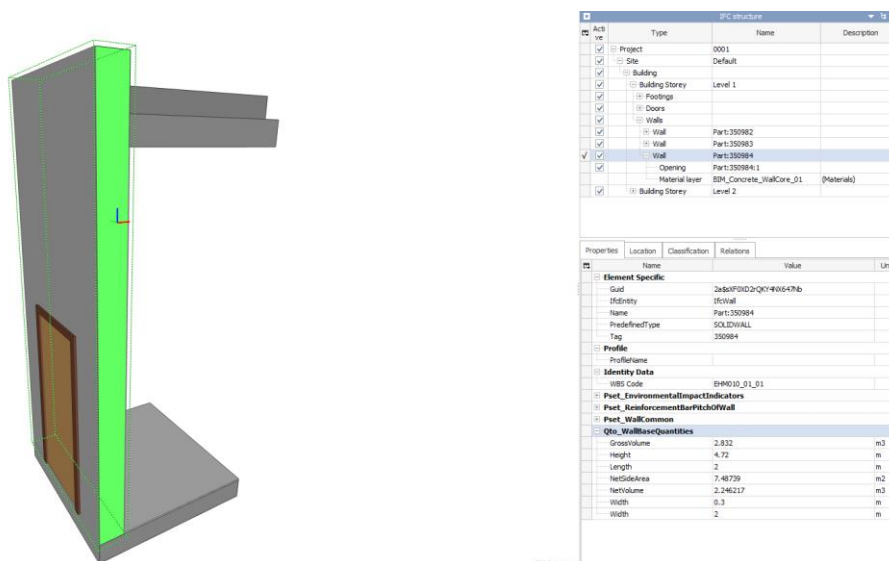 IFC structure
Acti ve Type Name Description
Project 0001
Site Default
Building
Building Storey Level 1
Footings
Doors
Walls
Wall Part:350982
Wall Part:350983
Wall Part:350984
Opening Part:350984:1
Material layer BIM_Concrete_WallCore_01 (Materials)
Building Storey Level 2
Properties Location Classification Relations
Name Value Un
Element Specific
Guid
IfcEntity IfcWall
Name Part:350984
PredefinedType SOLIDWALL
Tag 350984
Profile
ProfileName
Identity Data
WBS Code EHM010_01_01
Pset_EnvironmentalImpactIndicators
Pset_ReinforcementBarPitchOfWall
Pset_WallCommon
Qto_WallBaseQuantities
GrossVolume 2.832 m3
Height 4.72 m
Length 2 m
NetSideArea 7.48739 m2
NetVolume 2.246217 m3
Width 0.3 m
Width 2 m